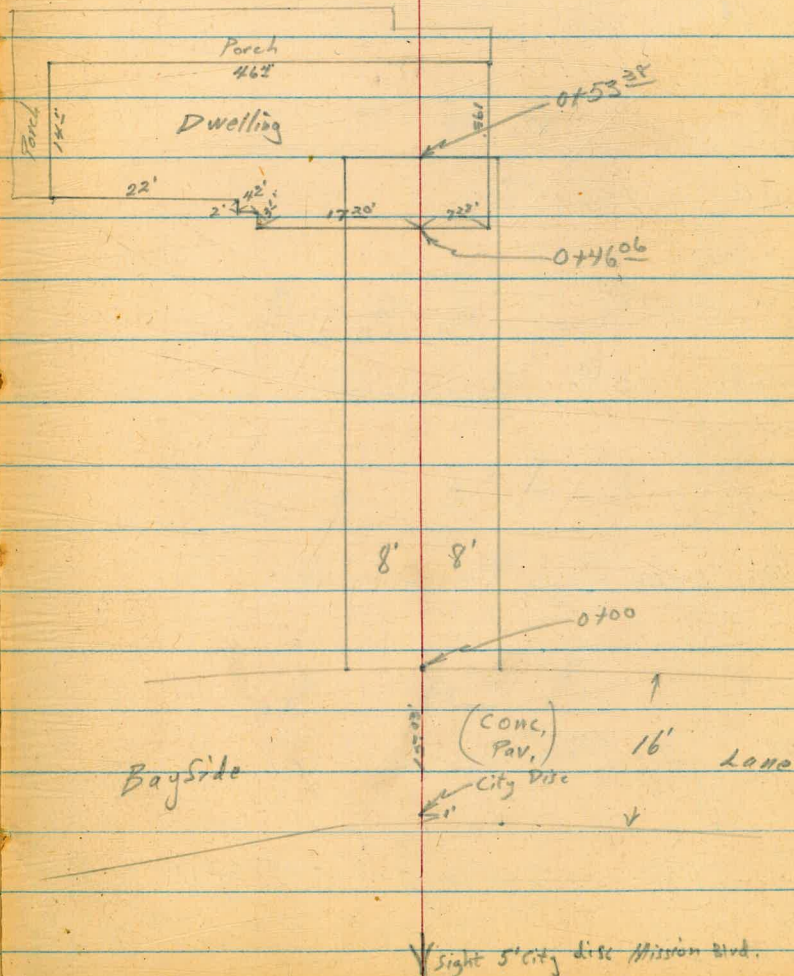 Porch
46
Porch
Dwelling
0+53 38
22'
2'
17 20'
0+46 06
8' 8'
0+00
(Conc,
Pav,)
16'
BaySide
Lane
City Disc
Sight 5' City disc Mission Blvd.